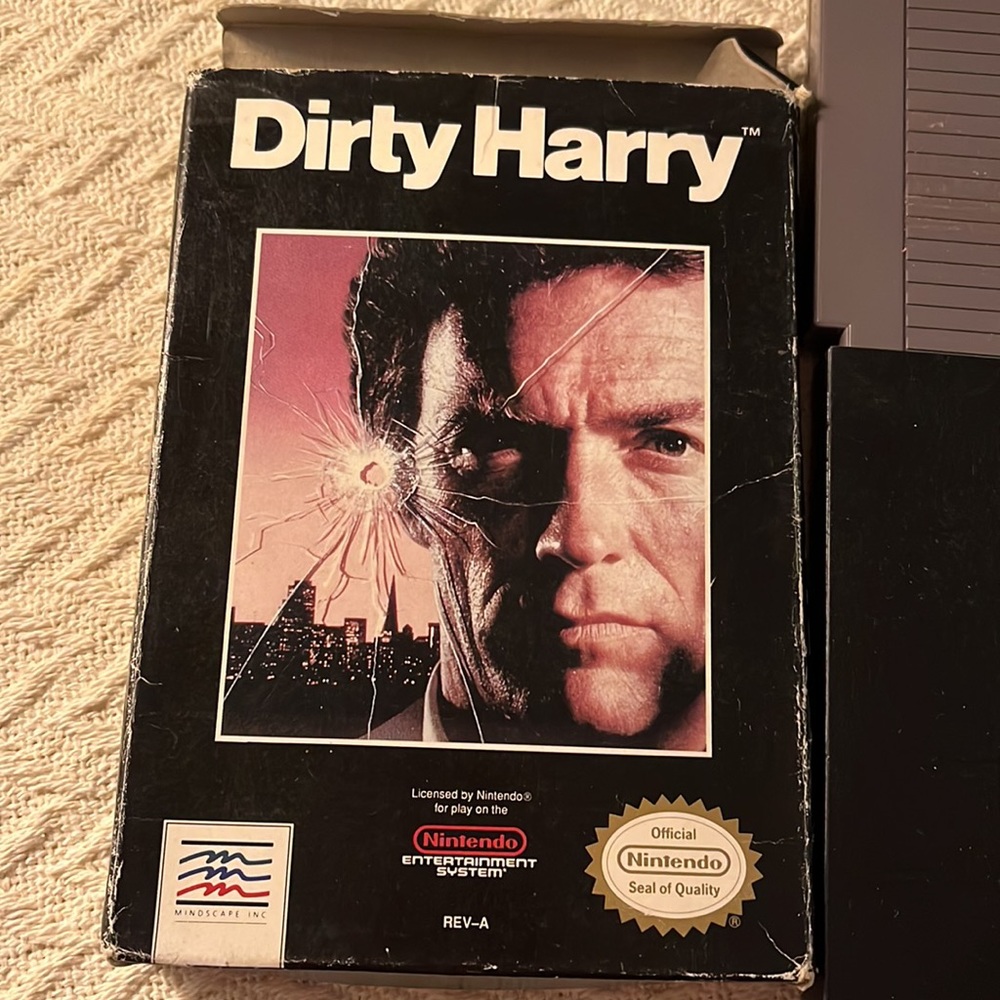 Dirty Harry™
Licensed by Nintendo®
for play on the
Nintendo
ENTERTAINMENT
SYSTEM®
REV–A
MINDSCAPE INC
Official
Nintendo
Seal of Quality
®